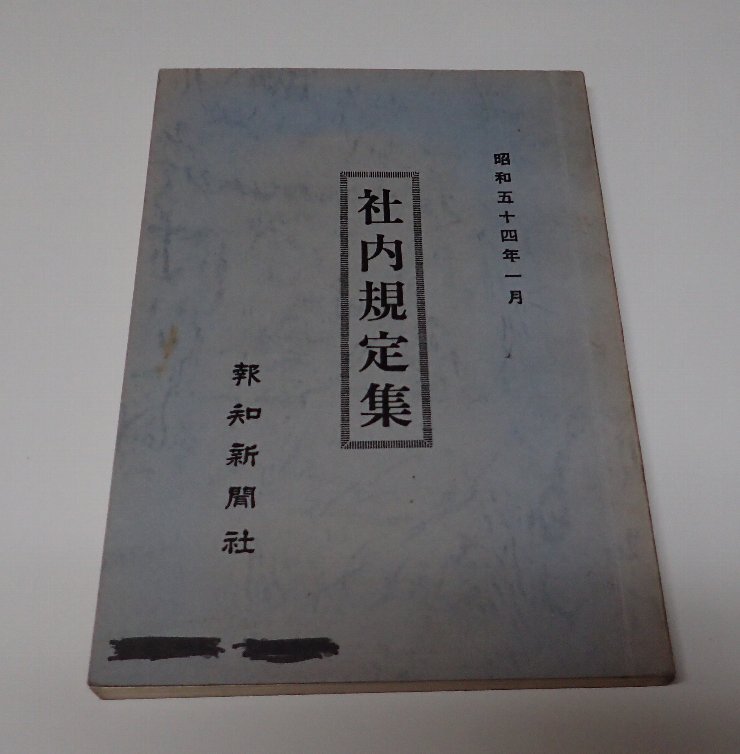 昭和五十四年一月
社内規定集
報知新聞社